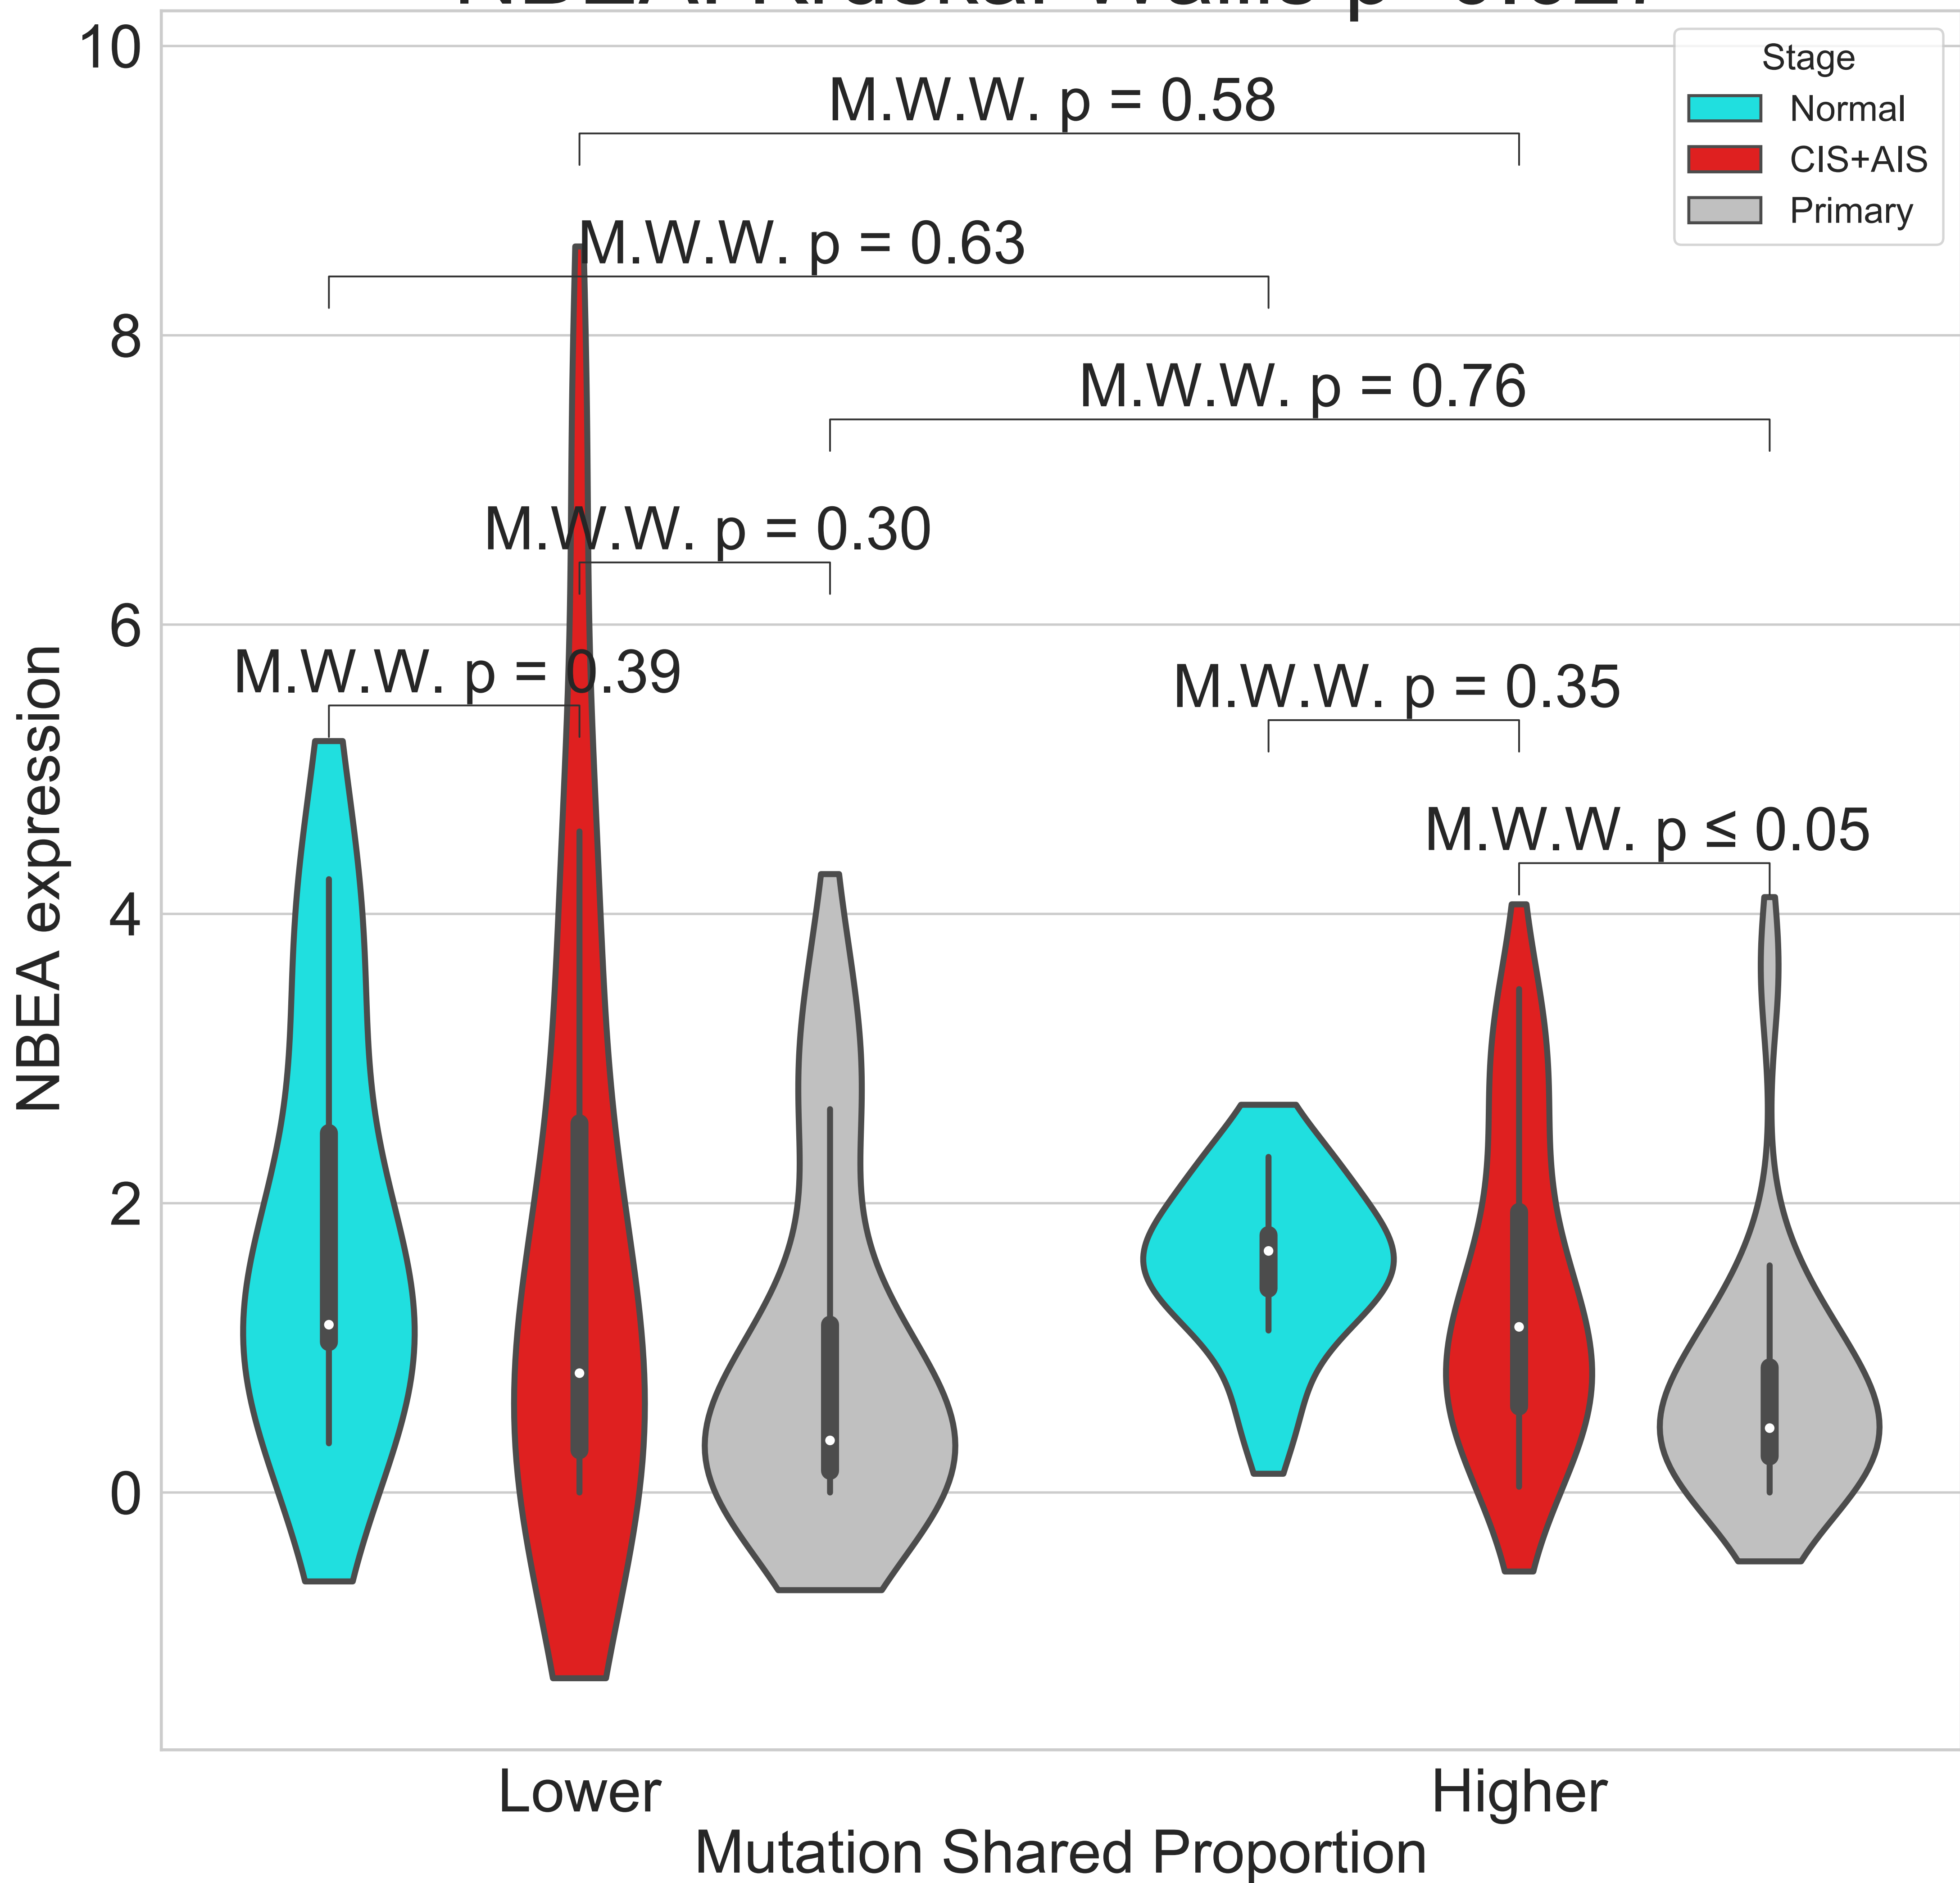 10
8
6
4
2
0
NBEA expression
M.W.W. p = 0.58
M.W.W. p = 0.63
M.W.W. p = 0.76
M.W.W. p = 0.30
M.W.W. p = 0.39
M.W.W. p = 0.35
M.W.W. p ≤ 0.05
Stage
Normal
CIS+AIS
Primary
Lower
Higher
Mutation Shared Proportion